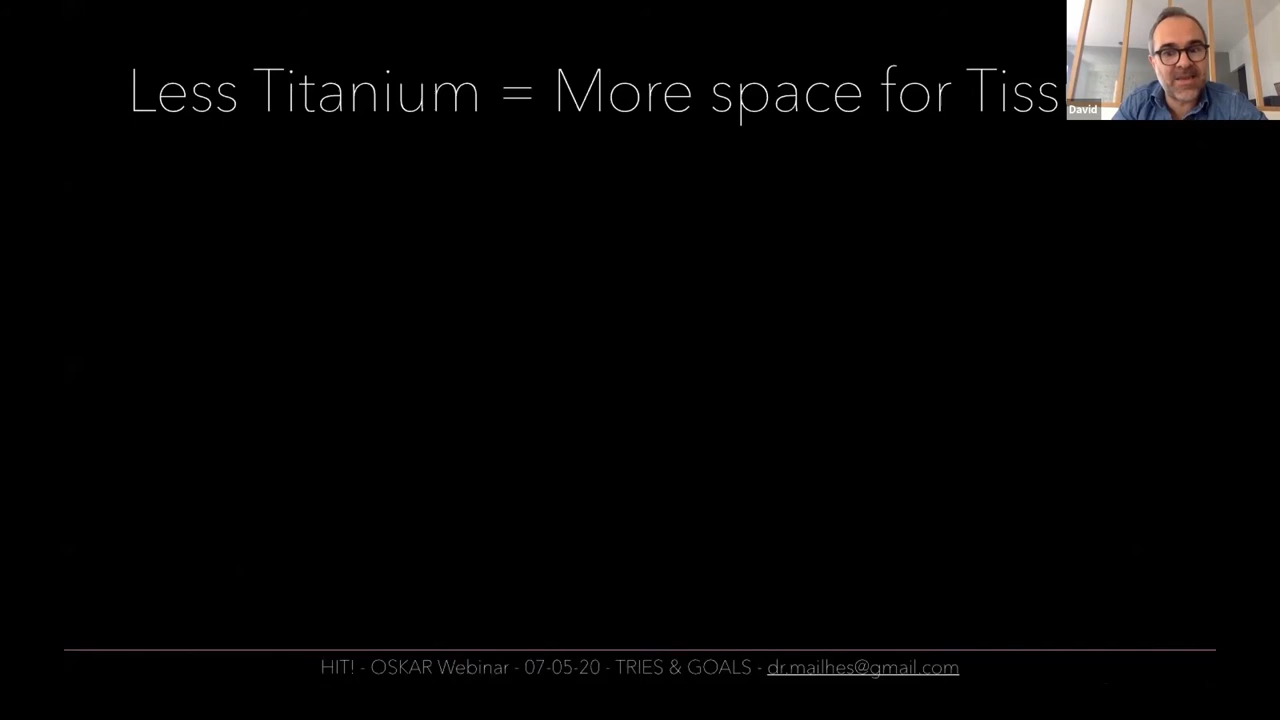 Less Titanium = More space for Tiss
David
HIT! - OSKAR Webinar - 07-05-20 - TRIES & GOALS - dr.mailhes@gmail.com